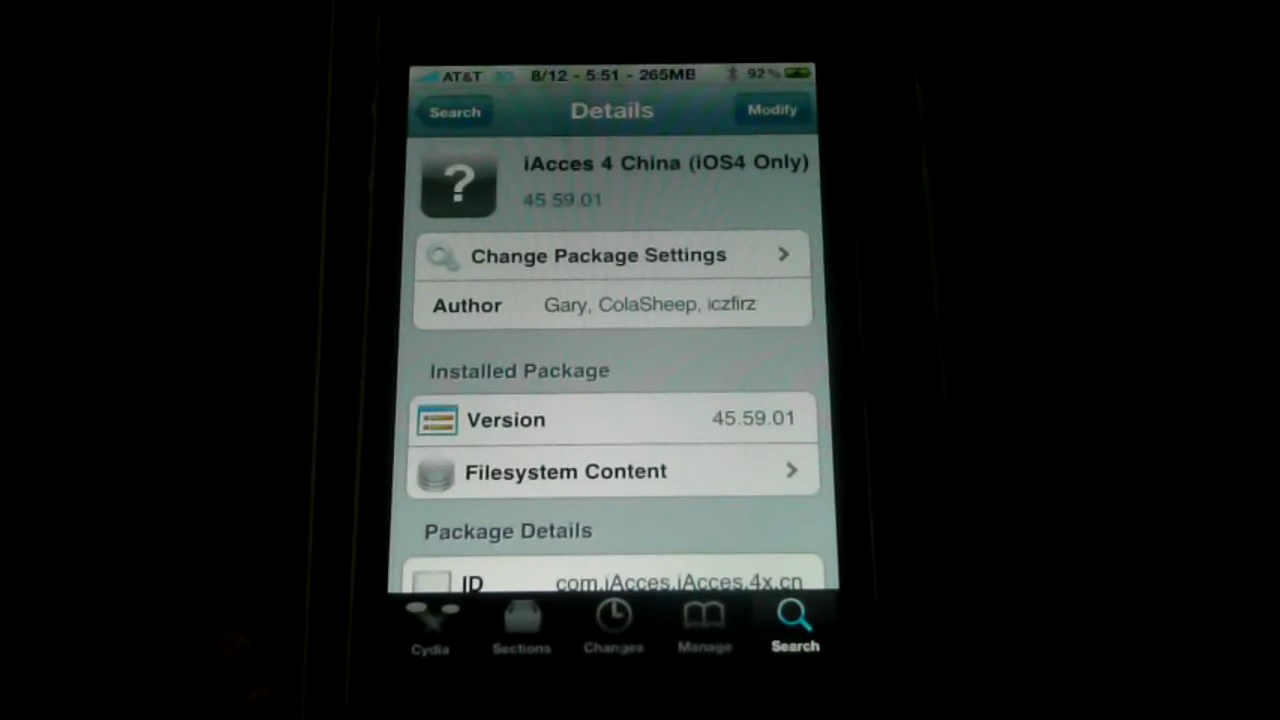 AT&T 3G 8/12 - 5:51 - 265MB 92%
Search Details Modify
?
iAcces 4 China (iOS4 Only)
45.59.01
Change Package Settings
Author Gary, ColaSheep, iczfirz
Installed Package
Version 45.59.01
Filesystem Content
Package Details
ID com.iAcces.iAcces.4x.cn
Cydia Sections Changes Manage Search